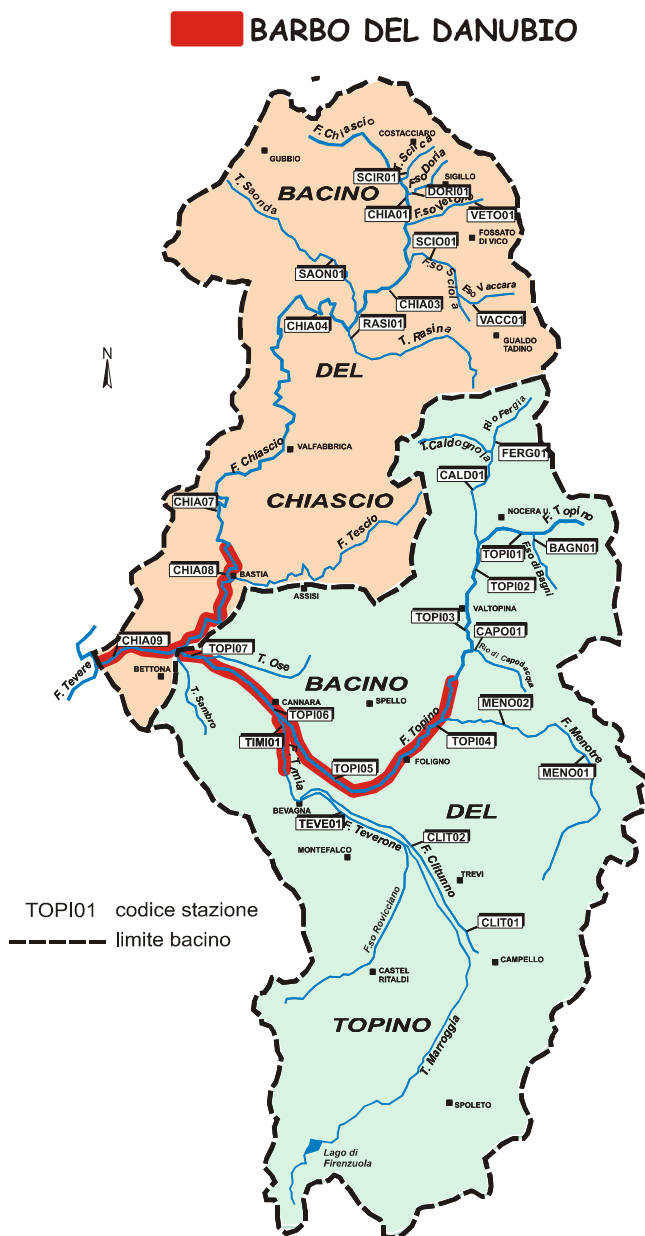 BARBO DEL DANUBIO
F. Chiascio
COSTACCIARO
GUBBIO
T. Scirca
F.so Doria
SIGILLO
SCIR01
DORI01
T. Saonda
BACINO
CHIA01
F.so Vetorno
VETO01
SCIO01
FOSSATO
DI VICO
SAON01
F.so Sciola
F.so Vaccara
CHIA03
CHIA04
RASI01
VACC01
T. Rasina
GUALDO
TADINO
N
DEL
Rio Fergia
T. Caldognola
F. Chiascio
VALFABBRICA
FERG01
CALD01
CHIA07
CHIASCIO
NOCERA U.
F. Topino
F. Tescio
TOPI01
BAGN01
F.so di Bagni
CHIA08
BASTIA
TOPI02
ASSISI
TOPI03
VALTOPINA
CAPO01
CHIA09
TOPI07
Rio di Capodacqua
F. Tevere
BETTONA
T. Ose
T. Sambro
BACINO
CANNARA
SPELLO
MENO02
TOPI06
F. Topino
TIMI01
TOPI04
F. Menotre
F. Timia
TOPI05
FOLIGNO
MENO01
BEVAGNA
DEL
TEVE01
F. Teverone
CLIT02
MONTEFALCO
F. Clitunno
TREVI
TOPI01 codice stazione
CLIT01
limite bacino
F.so Rovicciano
CAMPELLO
CASTEL
RITALDI
TOPINO
T. Marroggia
SPOLETO
Lago di
Firenzuola